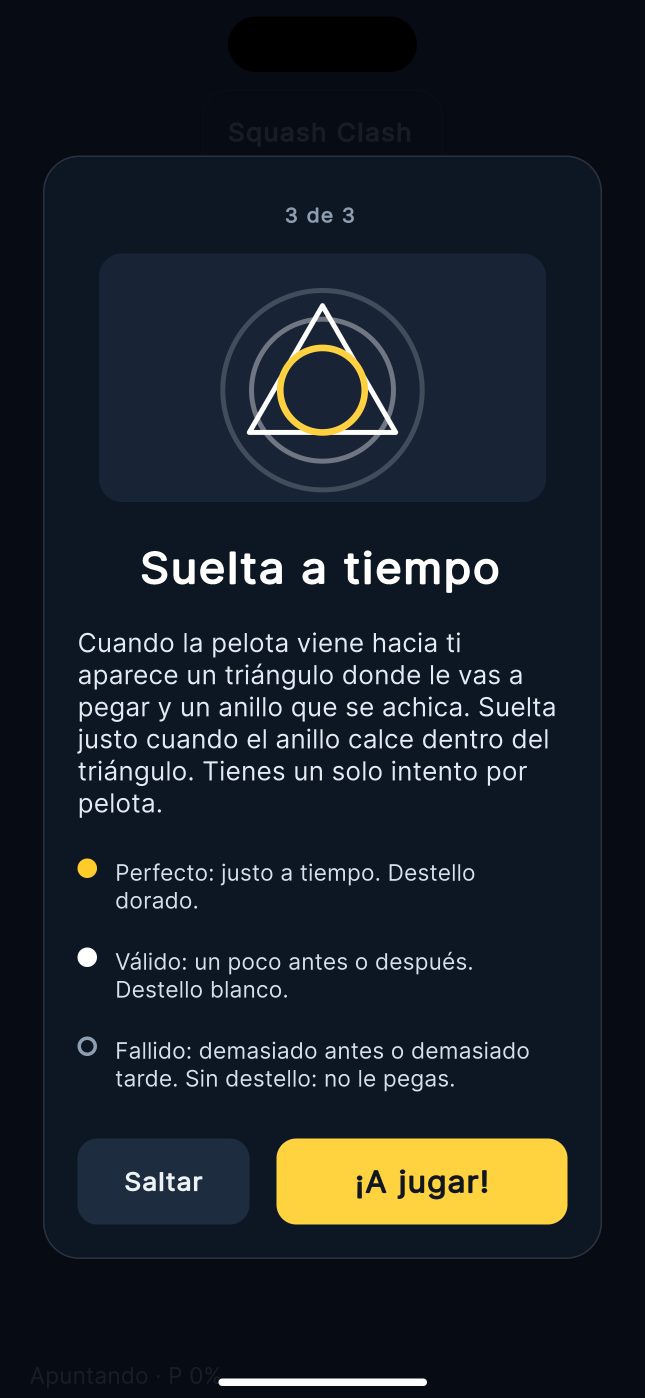 Squash Clash
3 de 3
Suelta a tiempo
Cuando la pelota viene hacia ti
aparece un triángulo donde le vas a
pegar y un anillo que se achica. Suelta
justo cuando el anillo calce dentro del
triángulo. Tienes un solo intento por
pelota.
Perfecto: justo a tiempo. Destello
dorado.
Válido: un poco antes o después.
Destello blanco.
Fallido: demasiado antes o demasiado
tarde. Sin destello: no le pegas.
Saltar
¡A jugar!
Apuntando · P 0%